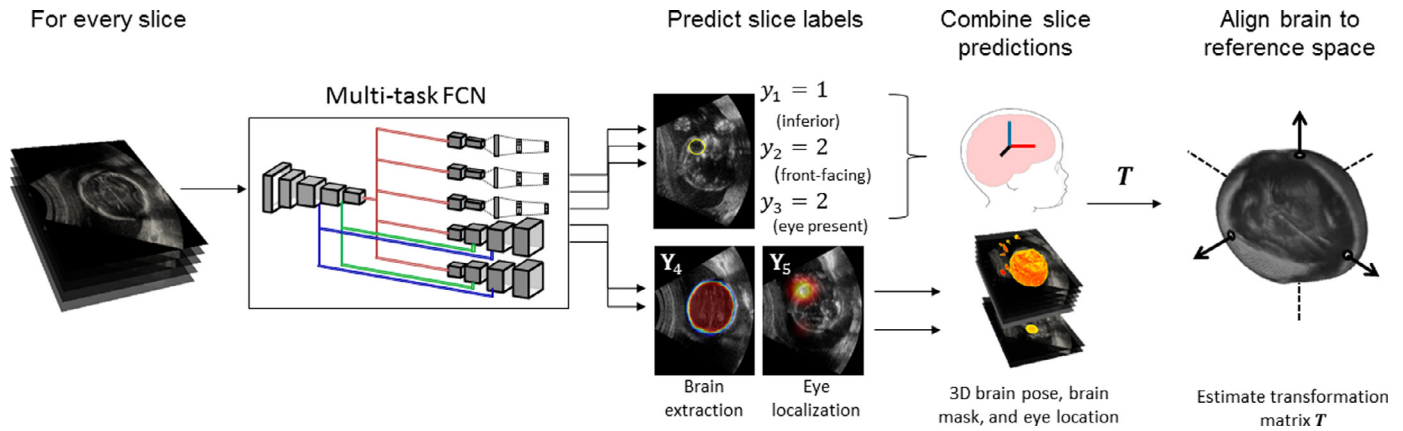 For every slice
Predict slice labels
Combine slice
predictions
Align brain to
reference space
Multi-task FCN
y₁ = 1
(inferior)
y₂ = 2
(front-facing)
y₃ = 2
(eye present)
Y₄
Y₅
Brain
extraction
Eye
localization
T
3D brain pose, brain
mask, and eye location
Estimate transformation
matrix T